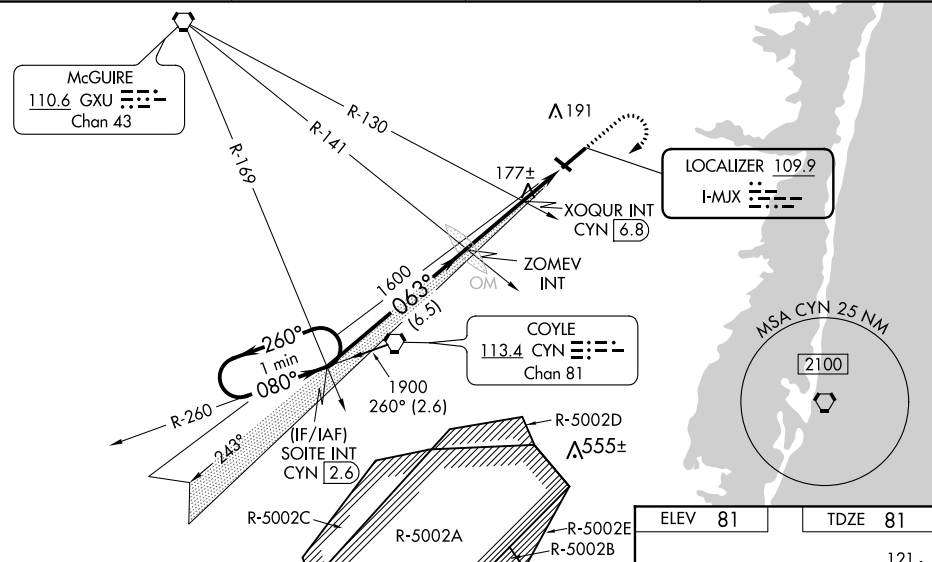 McGUIRE
110.6 GXU
Chan 43
R-130
R-141
R-169
191
177±
LOCALIZER 109.9
I-MJX
XOQUR INT
CYN 6.8
ZOMEV
INT
OM
1600
063°
(6.5)
260°
1 min
080°
COYLE
113.4 CYN
Chan 81
1900
260° (2.6)
R-260
243°
(IF/IAF)
SOITE INT
CYN 2.6
MSA CYN 25 NM
2100
R-5002D
555±
R-5002C
R-5002A
R-5002E
R-5002B
ELEV 81
TDZE 81
121